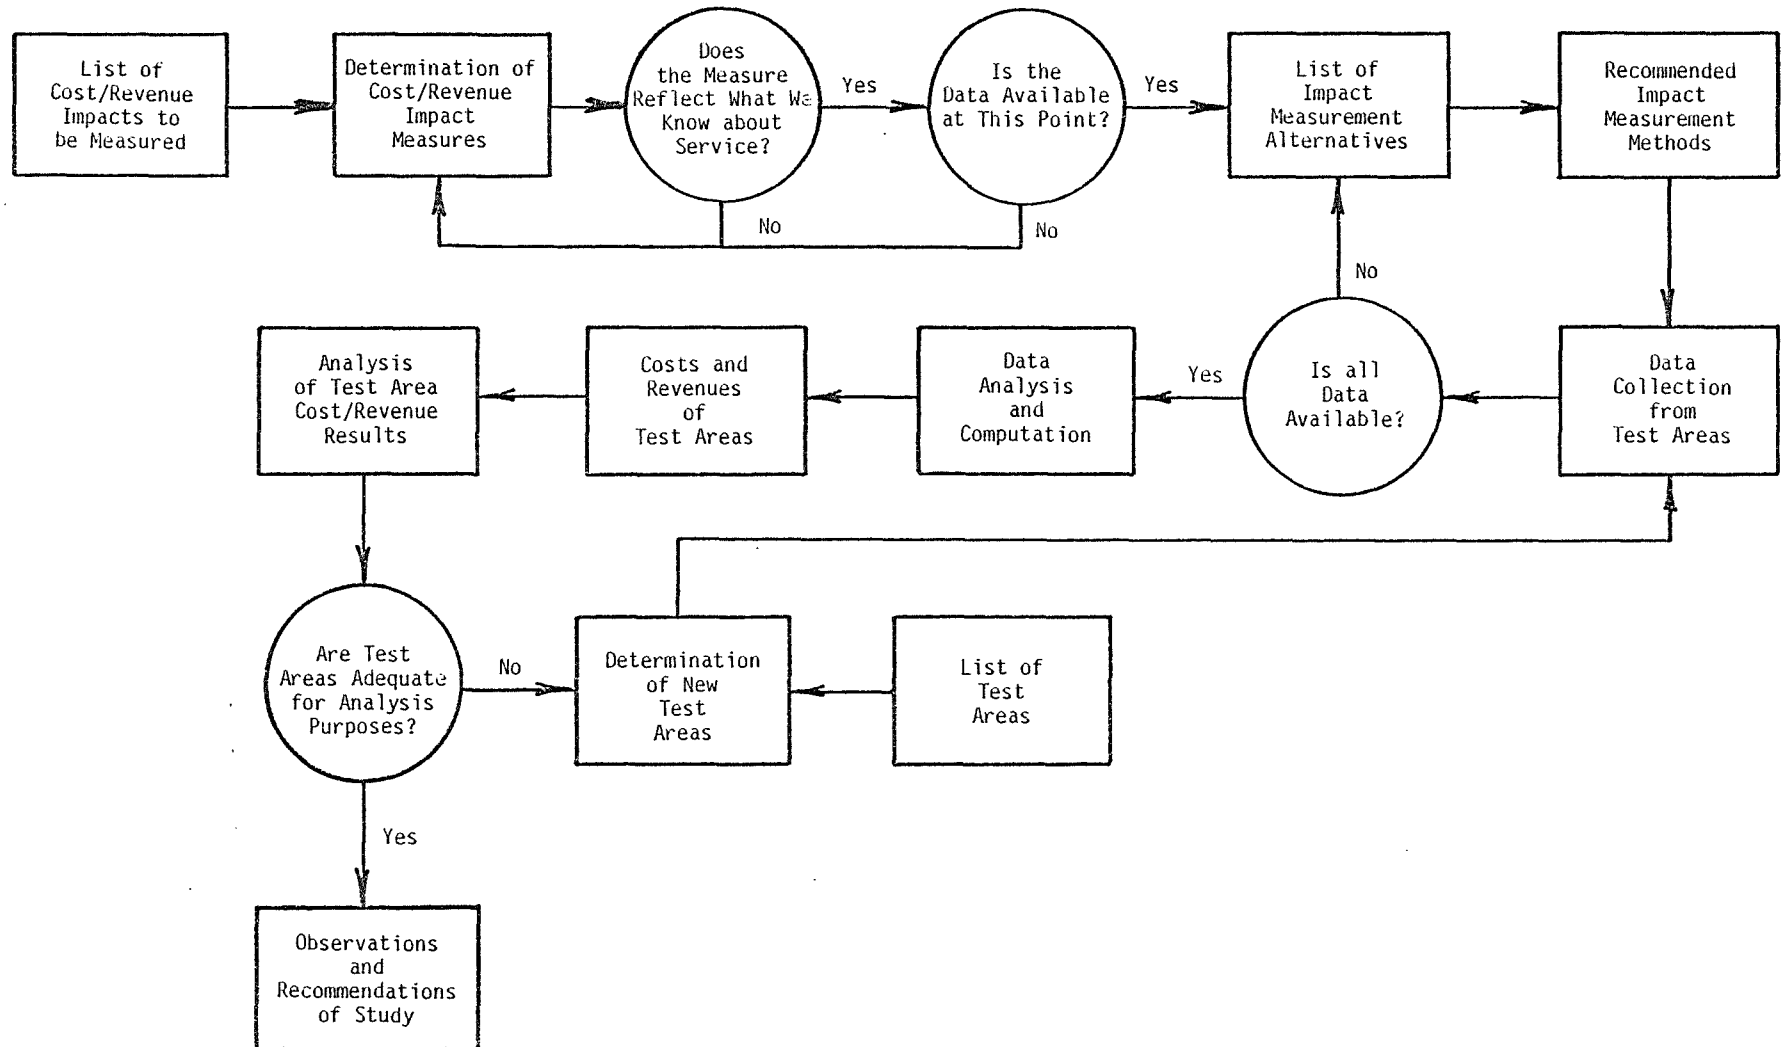 List of
Cost/Revenue
Impacts to
be Measured
Determination of
Cost/Revenue
Impact
Measures
Does
the Measure
Reflect What We
Know about
Service?
Yes
Is the
Data Available
at This Point?
Yes
List of
Impact
Measurement
Alternatives
Recommended
Impact
Measurement
Methods
No
No
No
Analysis
of Test Area
Cost/Revenue
Results
Costs and
Revenues
of
Test Areas
Data
Analysis
and
Computation
Yes
Is all
Data
Available?
Data
Collection
from
Test Areas
Are Test
Areas Adequate
for Analysis
Purposes?
No
Determination
of New
Test
Areas
List of
Test
Areas
Yes
Observations
and
Recommendations
of Study